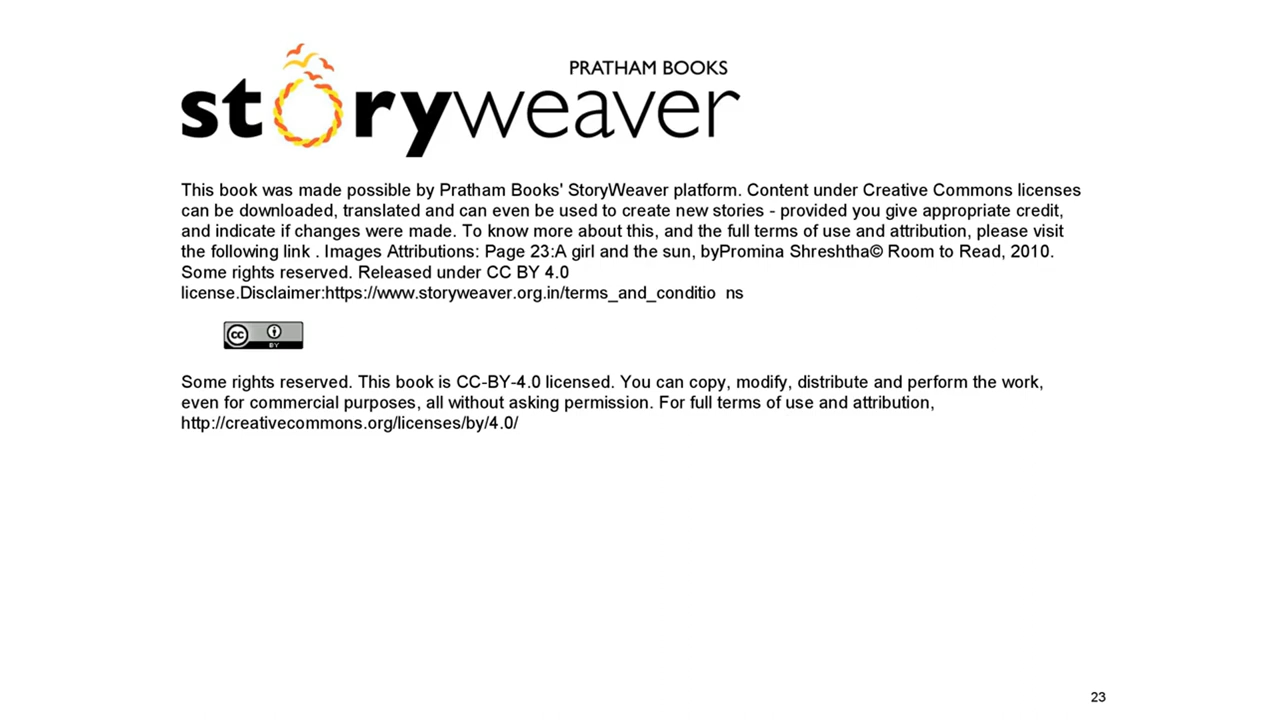 PRATHAM BOOKS
storyweaver
This book was made possible by Pratham Books' StoryWeaver platform. Content under Creative Commons licenses
can be downloaded, translated and can even be used to create new stories - provided you give appropriate credit,
and indicate if changes were made. To know more about this, and the full terms of use and attribution, please visit
the following link . Images Attributions: Page 23:A girl and the sun, byPromina Shreshtha© Room to Read, 2010.
Some rights reserved. Released under CC BY 4.0
license.Disclaimer:https://www.storyweaver.org.in/terms_and_conditio ns
cc BY
Some rights reserved. This book is CC-BY-4.0 licensed. You can copy, modify, distribute and perform the work,
even for commercial purposes, all without asking permission. For full terms of use and attribution,
http://creativecommons.org/licenses/by/4.0/
23